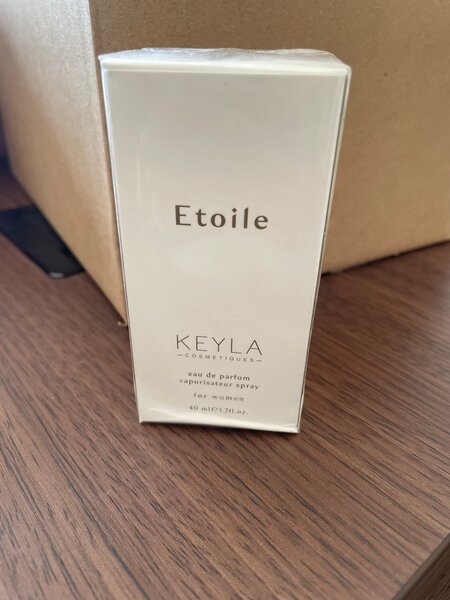 Etoile
KEYLA
COSMETIQUES
eau de parfum
vaporisateur spray
for women
40 ml℮1.7fl.oz.